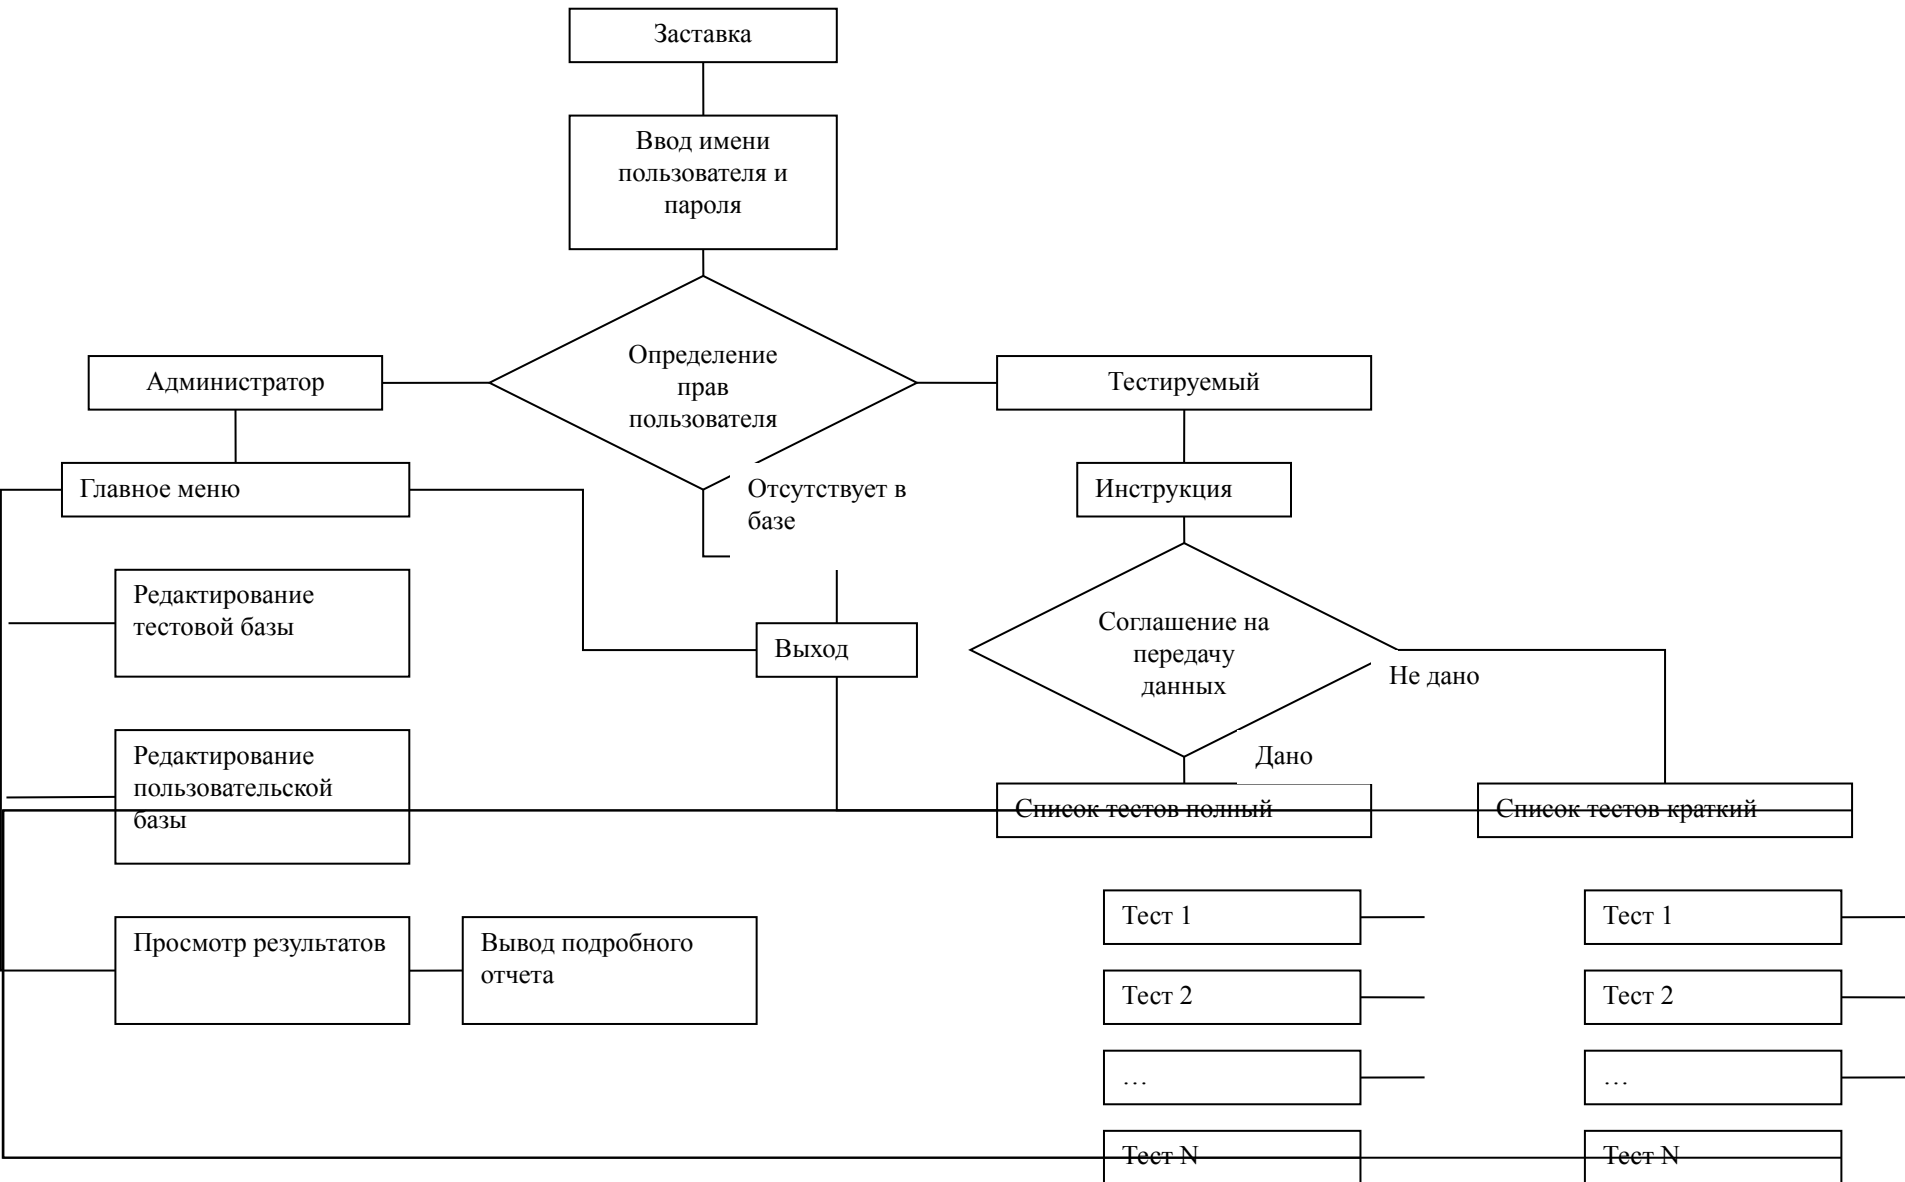 Заставка
Ввод имени
пользователя и
пароля
Определение
прав
пользователя
Администратор
Тестируемый
Главное меню
Отсутствует в
базе
Инструкция
Редактирование
тестовой базы
Выход
Соглашение на
передачу
данных
Не дано
Дано
Редактирование
пользовательской
базы
Список тестов полный
Список тестов краткий
Просмотр результатов
Вывод подробного
отчета
Тест 1
Тест 1
Тест 2
Тест 2
…
…
Тест N
Тест N